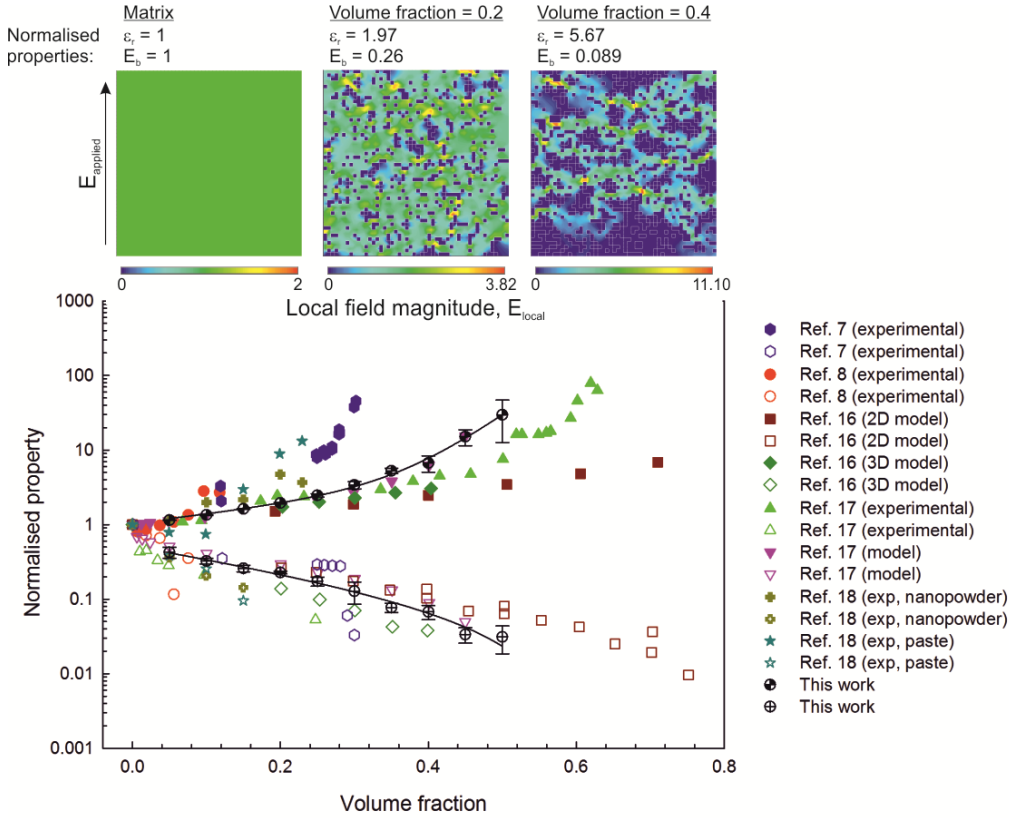 Matrix
Volume fraction = 0.2
Volume fraction = 0.4
Normalised properties:
εr = 1
Eb = 1
εr = 1.97
Eb = 0.26
εr = 5.67
Eb = 0.089
Eapplied
0 2
0 3.82
0 11.10
Local field magnitude, Elocal
Normalised property
1000
100
10
1
0.1
0.01
0.001
0.0 0.2 0.4 0.6 0.8
Volume fraction
Ref. 7 (experimental)
Ref. 7 (experimental)
Ref. 8 (experimental)
Ref. 8 (experimental)
Ref. 16 (2D model)
Ref. 16 (2D model)
Ref. 16 (3D model)
Ref. 16 (3D model)
Ref. 17 (experimental)
Ref. 17 (experimental)
Ref. 17 (model)
Ref. 17 (model)
Ref. 18 (exp, nanopowder)
Ref. 18 (exp, nanopowder)
Ref. 18 (exp, paste)
Ref. 18 (exp, paste)
This work
This work